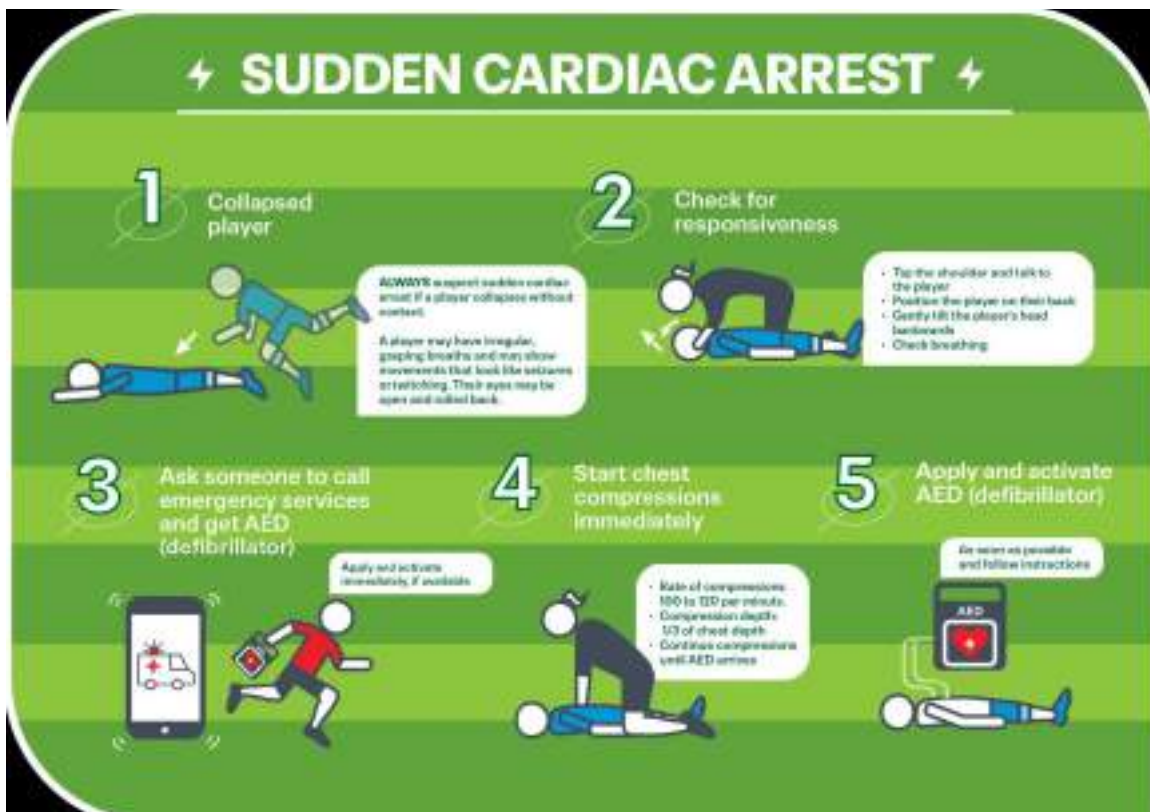 SUDDEN CARDIAC ARREST
1
Collapsed
player
ALWAYS suspect sudden cardiac
arrest if a player collapses without
contact.
A player may have irregular,
gasping breaths and may show
movements that look like seizures
or twitching. Their eyes may be
open and rolled back.
2
Check for
responsiveness
• Tap the shoulder and talk to
the player
• Position the player on their back
• Gently tilt the player's head
backwards
• Check breathing
3
Ask someone to call
emergency services
and get AED
(defibrillator)
Apply and activate
immediately, if available
4
Start chest
compressions
immediately
• Rate of compressions
100 to 120 per minute.
• Compression depth:
1/3 of chest depth
• Continue compressions
until AED arrives
5
Apply and activate
AED (defibrillator)
As soon as possible
and follow instructions
AED